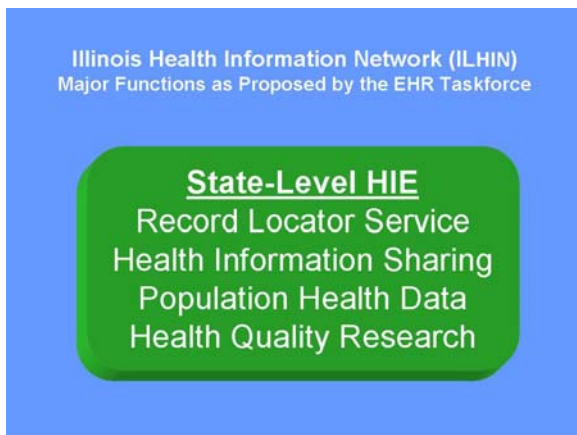 Illinois Health Information Network (ILHIN)
Major Functions as Proposed by the EHR Taskforce
State-Level HIE
Record Locator Service
Health Information Sharing
Population Health Data
Health Quality Research